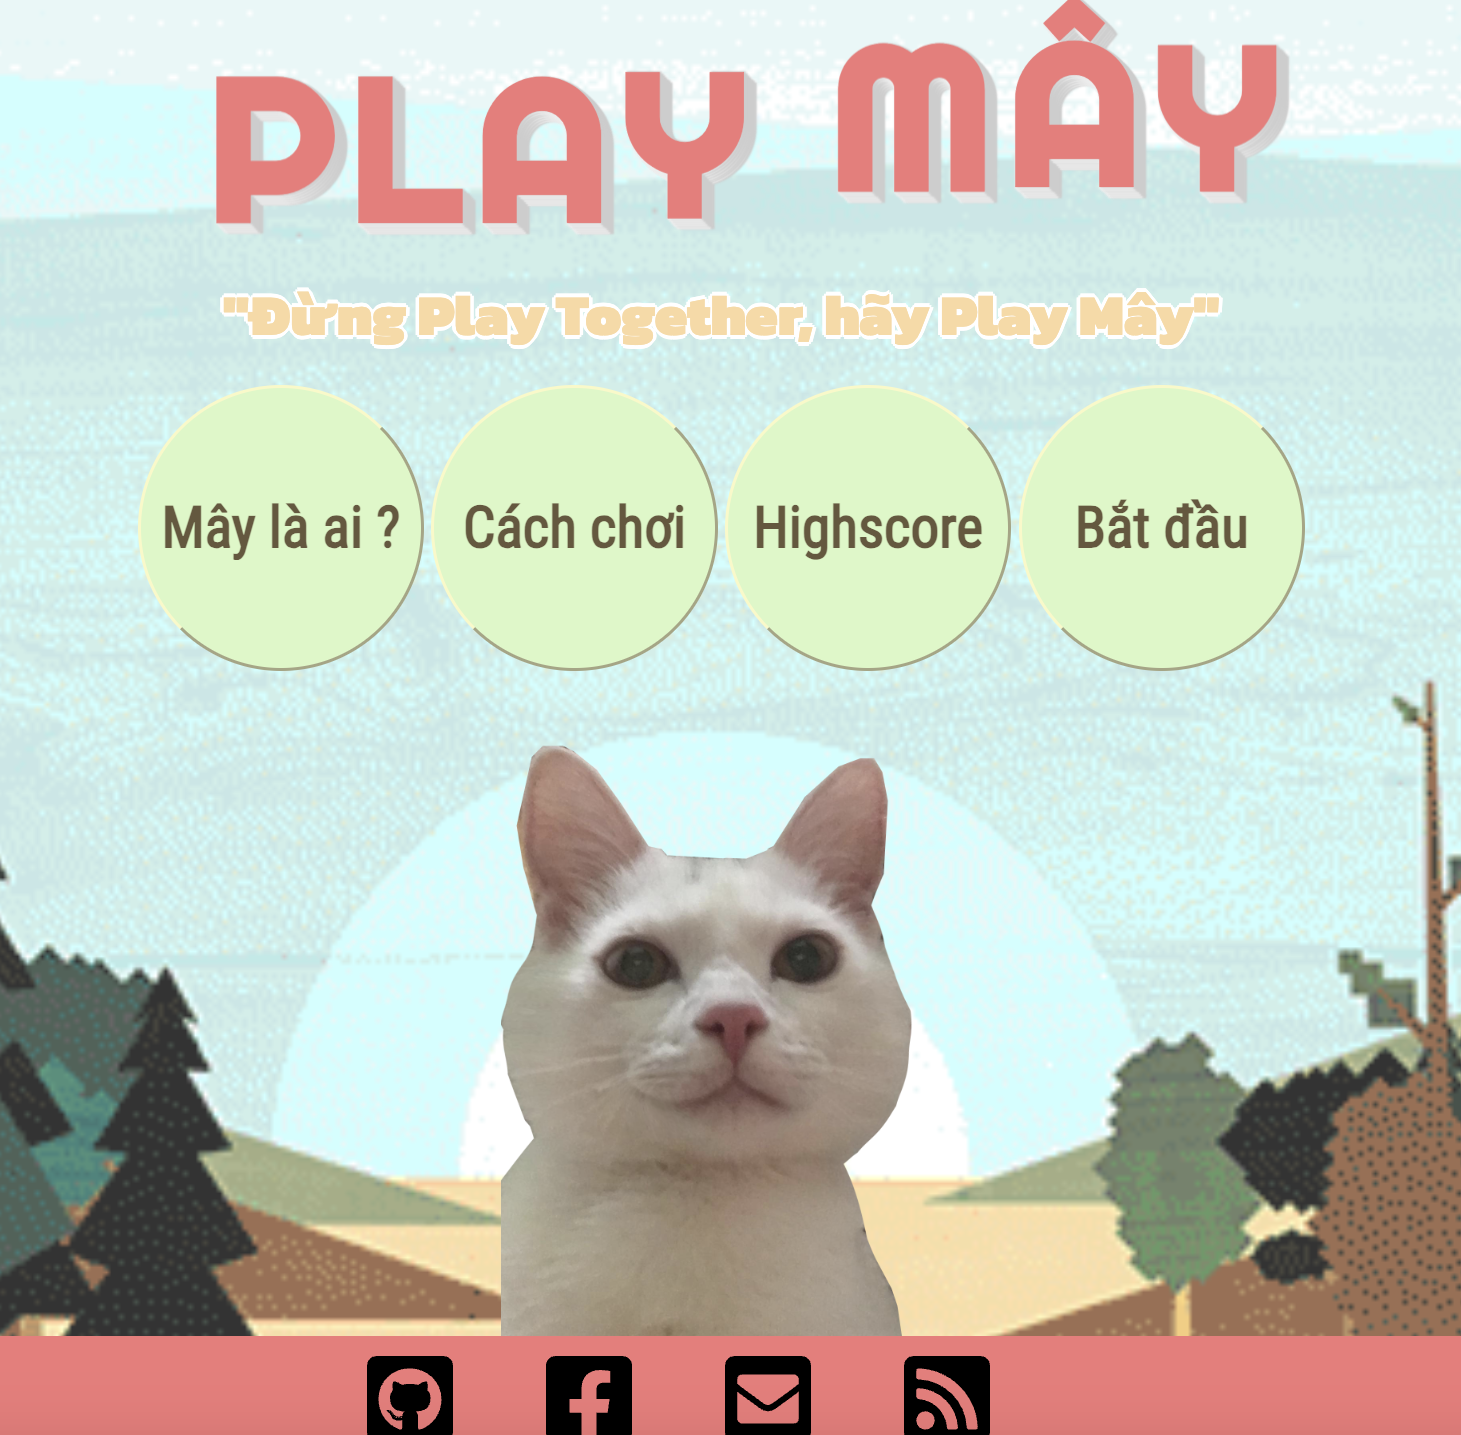 PLAY MÂY
"Đừng Play Together, hãy Play Mây"
Mây là ai ?
Cách chơi
Highscore
Bắt đầu